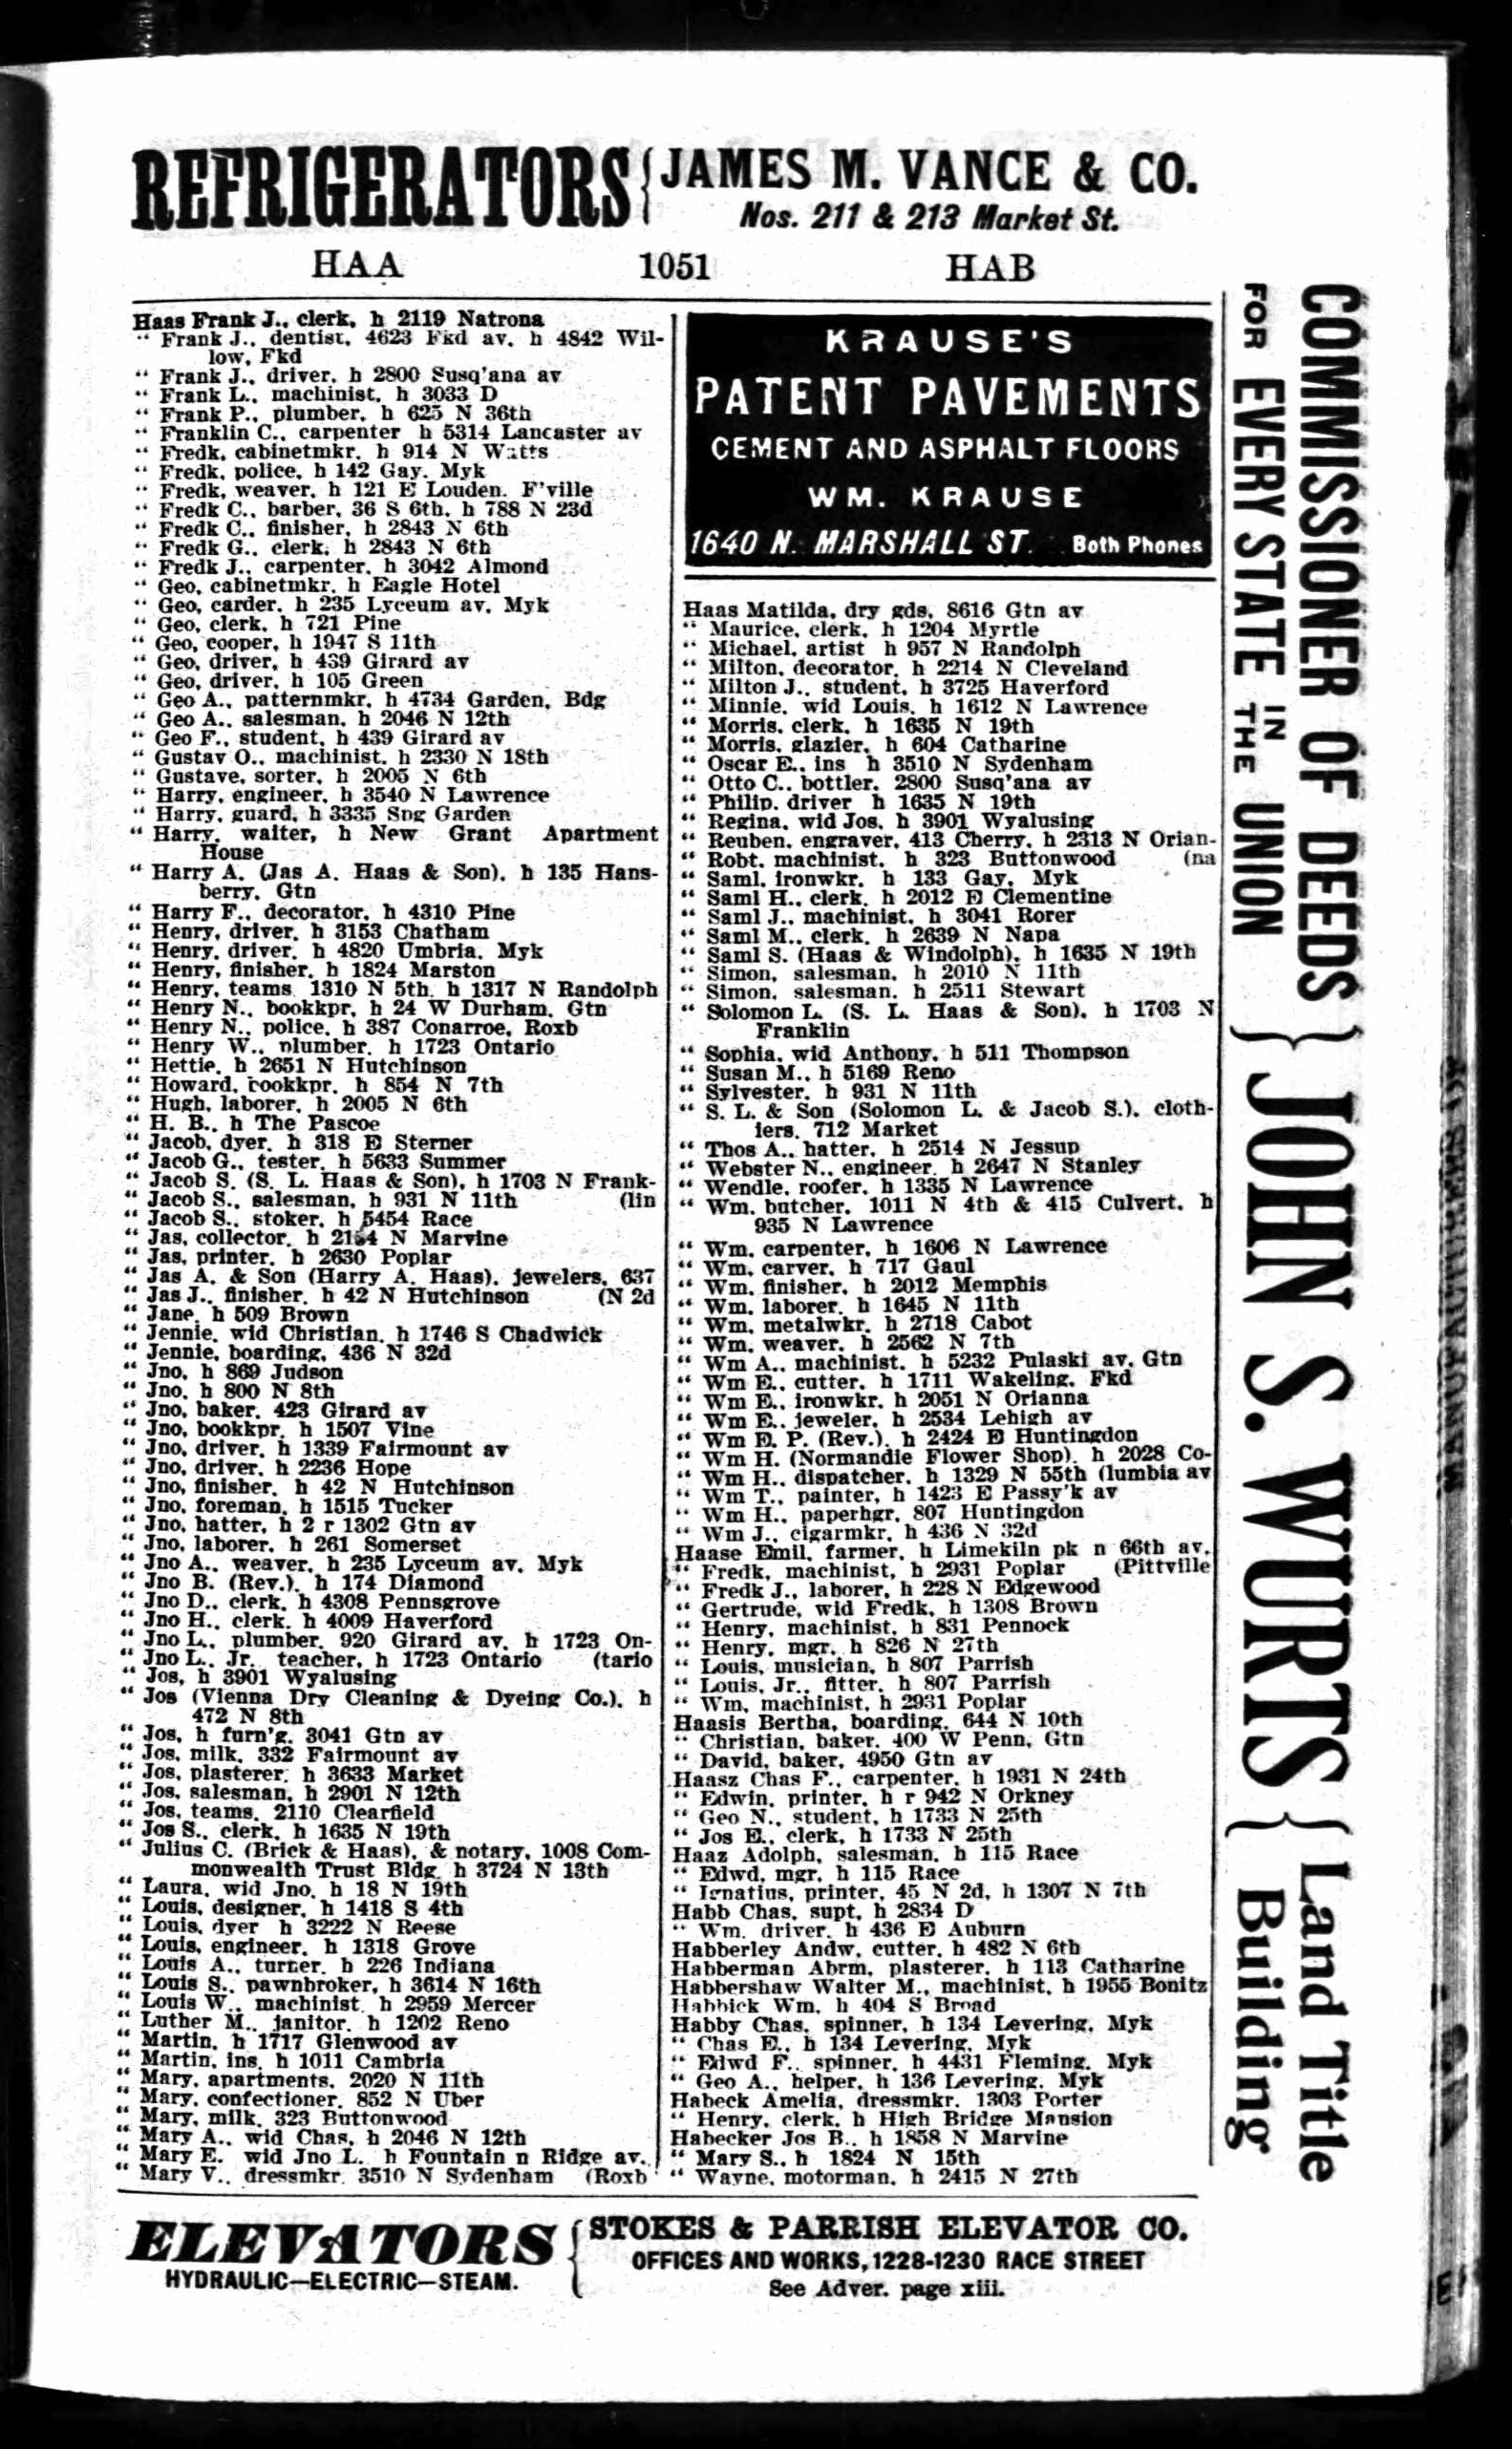 REFRIGERATORS { JAMES M. VANCE & CO.
Nos. 211 & 213 Market St.
HAA 1051 HAB
Haas Frank J., clerk, h 2119 Natrona
" Frank J., dentist, 4623 Fkd av, h 4842 Wil-
low, Fkd
" Frank J., driver, h 2800 Susq'ana av
" Frank L., machinist, h 3033 D
" Frank P., plumber, h 625 N 36th
" Franklin C., carpenter h 5314 Lancaster av
" Fredk, cabinetmkr, h 914 N Watts
" Fredk, police, h 142 Gay, Myk
" Fredk, weaver, h 121 E Louden, F'ville
" Fredk C., barber, 36 S 6th, h 788 N 23d
" Fredk C., finisher, h 2843 N 6th
" Fredk G., clerk, h 2843 N 6th
" Fredk J., carpenter, h 3042 Almond
" Geo, cabinetmkr, h Eagle Hotel
" Geo, carder, h 235 Lyceum av, Myk
" Geo, clerk, h 721 Pine
" Geo, cooper, h 1947 S 11th
" Geo, driver, h 439 Girard av
" Geo, driver, h 105 Green
" Geo A., patternmkr, h 4734 Garden, Bdg
" Geo A., salesman, h 2046 N 12th
" Geo F., student, h 439 Girard av
" Gustav O., machinist, h 2330 N 18th
" Gustave, sorter, h 2005 N 6th
" Harry, engineer, h 3540 N Lawrence
" Harry, guard, h 3335 Spg Garden
" Harry, waiter, h New Grant Apartment
House
" Harry A. (Jas A. Haas & Son), h 135 Hans-
berry, Gtn
" Harry F., decorator, h 4310 Pine
" Henry, driver, h 3153 Chatham
" Henry, driver, h 4820 Umbria, Myk
" Henry, finisher, h 1824 Marston
" Henry, teams 1310 N 5th, h 1317 N Randolph
" Henry N., bookkpr, h 24 W Durham, Gtn
" Henry N., police, h 387 Conarroe, Roxb
" Henry W., plumber, h 1723 Ontario
" Hettie, h 2651 N Hutchinson
" Howard, bookkpr, h 854 N 7th
" Hugh, laborer, h 2005 N 6th
" H. B., h The Pascoe
" Jacob, dyer, h 318 E Sterner
" Jacob G., tester, h 5633 Summer
" Jacob S. (S. L. Haas & Son), h 1703 N Frank-
" Jacob S., salesman, h 931 N 11th (lin
" Jacob S., stoker, h 5454 Race
" Jas, collector, h N Marvine
" Jas, printer, h 2630 Poplar
" Jas A. & Son (Harry A. Haas), jewelers, 637
" Jas J., finisher, h 42 N Hutchinson (N 2d
" Jane, h 509 Brown
" Jennie, wid Christian, h 1746 S Chadwick
" Jennie, boarding, 436 N 32d
" Jno, h 869 Judson
" Jno, h 800 N 8th
" Jno, baker, 423 Girard av
" Jno, bookkpr, h 1507 Vine
" Jno, driver, h 1339 Fairmount av
" Jno, driver, h 2236 Hope
" Jno, finisher, h 42 N Hutchinson
" Jno, foreman, h 1515 Tucker
" Jno, hatter, h 2 r 1302 Gtn av
" Jno, laborer, h 261 Somerset
" Jno A., weaver, h 235 Lyceum av, Myk
" Jno B. (Rev.), h 174 Diamond
" Jno D., clerk, h 4308 Pennsgrove
" Jno H., clerk, h 4009 Haverford
" Jno L., plumber, 920 Girard av, h 1723 On-
" Jno L., Jr. teacher, h 1723 Ontario (tario
" Jos, h 3901 Wyalusing
" Jos (Vienna Dry Cleaning & Dyeing Co.), h
472 N 8th
" Jos, h furn'g, 3041 Gtn av
" Jos, milk, 332 Fairmount av
" Jos, plasterer, h 3633 Market
" Jos, salesman, h 2901 N 12th
" Jos, teams, 2110 Clearfield
" Jos S., clerk, h 1635 N 19th
" Julius C. (Brick & Haas), & notary, 1008 Com-
monwealth Trust Bldg, h 3724 N 13th
" Laura, wid Jno, h 18 N 19th
" Louis, designer, h 1418 S 4th
" Louis, dyer h 3222 N Reese
" Louis, engineer, h 1318 Grove
" Louis A., turner, h 226 Indiana
" Louis S., pawnbroker, h 3614 N 16th
" Louis W., machinist, h 2959 Mercer
" Luther M., janitor, h 1202 Reno
" Martin, h 1717 Glenwood av
" Martin, ins, h 1011 Cambria
" Mary, apartments, 2020 N 11th
" Mary, confectioner, 852 N Uber
" Mary, milk, 323 Buttonwood
" Mary A., wid Chas, h 2046 N 12th
" Mary E. wid Jno L. h Fountain n Ridge av,
" Mary V., dressmkr, 3510 N Sydenham (Roxb
KRAUSE'S
PATENT PAVEMENTS
CEMENT AND ASPHALT FLOORS
WM. KRAUSE
1640 N. MARSHALL ST. Both Phones
Haas Matilda, dry gds, 8616 Gtn av
" Maurice, clerk, h 1204 Myrtle
" Michael, artist h 957 N Randolph
" Milton, decorator, h 2214 N Cleveland
" Milton J., student, h 3725 Haverford
" Minnie, wid Louis, h 1612 N Lawrence
" Morris, clerk, h 1635 N 19th
" Morris, glazier, h 604 Catharine
" Oscar E., ins h 3510 N Sydenham
" Otto C., bottler, 2800 Susq'ana av
" Philip, driver h 1635 N 19th
" Regina, wid Jos, h 3901 Wyalusing
" Reuben, engraver, 413 Cherry, h 2313 N Orian-
" Robt, machinist, h 323 Buttonwood (na
" Saml, ironwkr, h 133 Gay, Myk
" Saml H., clerk, h 2012 E Clementine
" Saml J., machinist, h 3041 Rorer
" Saml M., clerk, h 2639 N Napa
" Saml S. (Haas & Windolph), h 1635 N 19th
" Simon, salesman, h 2010 N 11th
" Simon, salesman, h 2511 Stewart
" Solomon L. (S. L. Haas & Son), h 1703 N
Franklin
" Sophia, wid Anthony, h 511 Thompson
" Susan M., h 5169 Reno
" Sylvester, h 931 N 11th
" S. L. & Son (Solomon L. & Jacob S.), cloth-
iers, 712 Market
" Thos A., hatter, h 2514 N Jessup
" Webster N., engineer, h 2647 N Stanley
" Wendle, roofer, h 1335 N Lawrence
" Wm, butcher, 1011 N 4th & 415 Culvert, h
935 N Lawrence
" Wm, carpenter, h 1606 N Lawrence
" Wm, carver, h 717 Gaul
" Wm, finisher, h 2012 Memphis
" Wm, laborer, h 1645 N 11th
" Wm, metalwkr, h 2718 Cabot
" Wm, weaver, h 2562 N 7th
" Wm A., machinist, h 5232 Pulaski av, Gtn
" Wm E., cutter, h 1711 Wakeling, Fkd
" Wm E., ironwkr, h 2051 N Orianna
" Wm E., jeweler, h 2534 Lehigh av
" Wm E. P. (Rev.), h 2424 E Huntingdon
" Wm H. (Normandie Flower Shop), h 2028 Co-
" Wm H., dispatcher, h 1329 N 55th (lumbia av
" Wm T., painter, h 1423 E Passy'k av
" Wm H., paperhgr, 807 Huntingdon
" Wm J., cigarmkr, h 436 N 32d
Haase Emil, farmer, h Limekiln pk n 66th av,
" Fredk, machinist, h 2931 Poplar (Pittville
" Fredk J., laborer, h 228 N Edgewood
" Gertrude, wid Fredk, h 1308 Brown
" Henry, machinist, h 831 Pennock
" Henry, mgr, h 826 N 27th
" Louis, musician, h 807 Parrish
" Louis, Jr., fitter, h 807 Parrish
" Wm, machinist, h 2931 Poplar
Haasis Bertha, boarding, 644 N 10th
" Christian, baker, 400 W Penn, Gtn
" David, baker, 4950 Gtn av
Haasz Chas F., carpenter, h 1931 N 24th
" Edwin, printer, h r 942 N Orkney
" Geo N., student, h 1733 N 25th
" Jos E., clerk, h 1733 N 25th
Haaz Adolph, salesman, h 115 Race
" Edwd, mgr, h 115 Race
" Ignatius, printer, 45 N 2d, h 1307 N 7th
Habb Chas, supt, h 2834 D
" Wm, driver, h 436 E Auburn
Habberley Andw, cutter, h 482 N 6th
Habberman Abrm, plasterer, h 113 Catharine
Habbershaw Walter M., machinist, h 1955 Bonitz
Habbick Wm, h 404 S Broad
Habby Chas, spinner, h 134 Levering, Myk
" Chas E., h 134 Levering, Myk
" Edwd F., spinner, h 4431 Fleming, Myk
" Geo A., helper, h 136 Levering, Myk
Habeck Amelia, dressmkr, 1303 Porter
" Henry, clerk, h High Bridge Mansion
Habecker Jos B., h 1858 N Marvine
" Mary S., h 1824 N 15th
" Wayne, motorman, h 2415 N 27th
COMMISSIONER OF DEEDS
FOR EVERY STATE IN THE UNION
} JOHN S. WURTS {
Land Title
Building
ELEVATORS { STOKES & PARRISH ELEVATOR CO.
HYDRAULIC—ELECTRIC—STEAM. OFFICES AND WORKS, 1228-1230 RACE STREET
See Adver. page xiii.